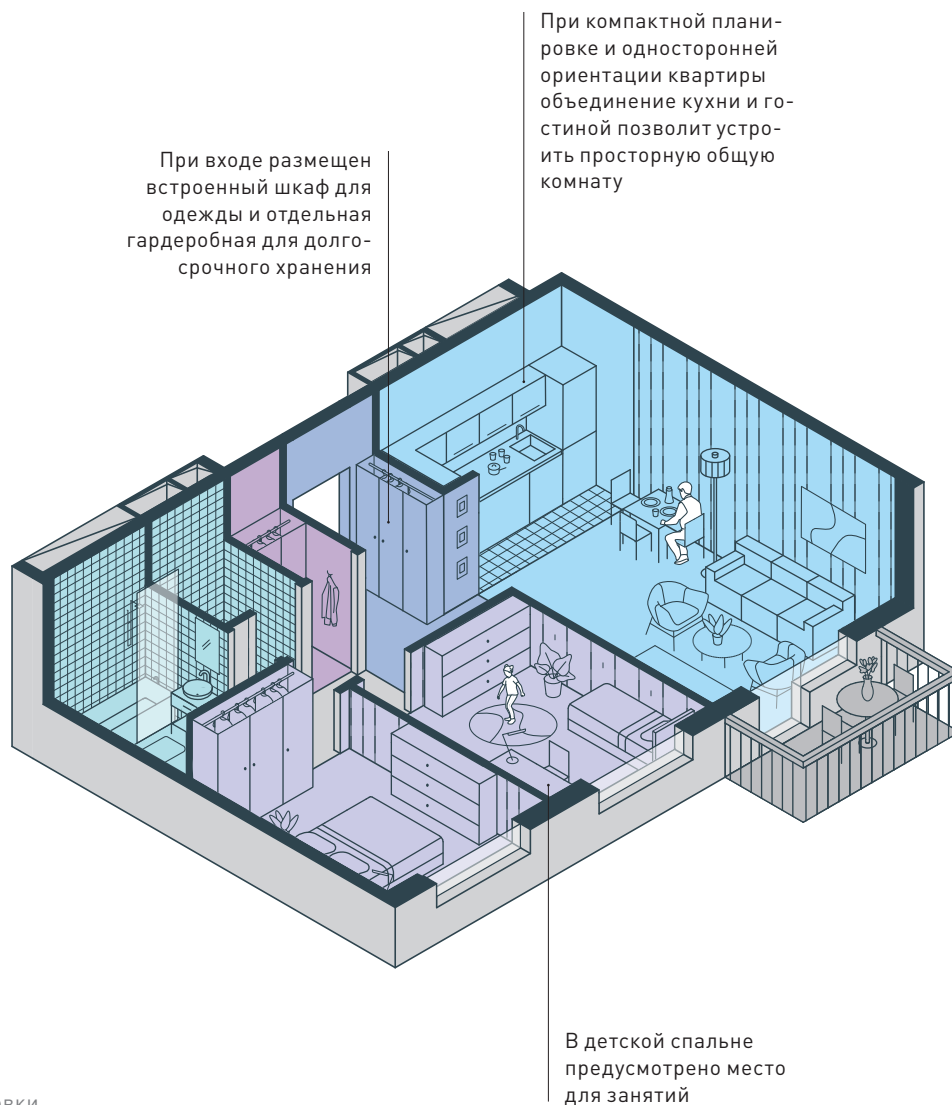 При компактной плани-
ровке и односторонней
ориентации квартиры
объединение кухни и го-
стиной позволит устро-
ить просторную общую
комнату
При входе размещен
встроенный шкаф для
одежды и отдельная
гардеробная для долго-
срочного хранения
В детской спальне
предусмотрено место
для занятий